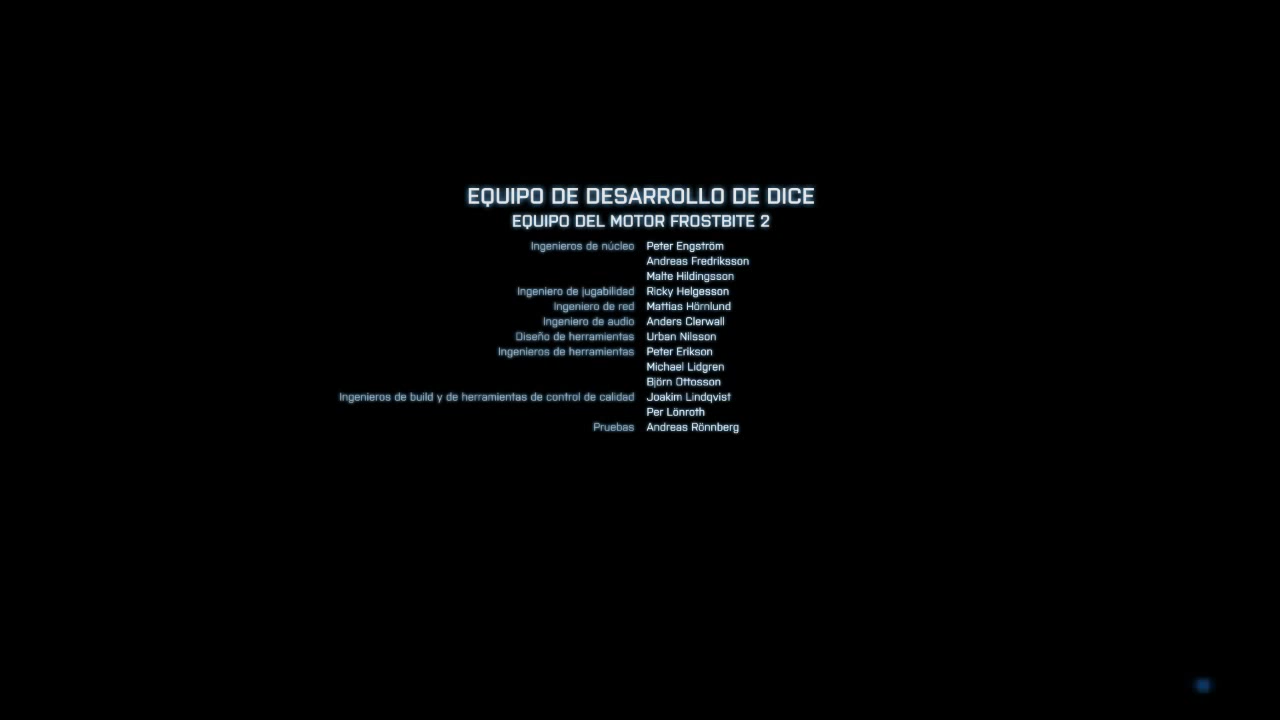 EQUIPO DE DESARROLLO DE DICE
EQUIPO DEL MOTOR FROSTBITE 2
Ingenieros de núcleo Peter Engström
Andreas Fredriksson
Malte Hildingsson
Ingeniero de jugabilidad Ricky Helgesson
Ingeniero de red Mattias Hörnlund
Ingeniero de audio Anders Clerwall
Diseño de herramientas Urban Nilsson
Ingenieros de herramientas Peter Erikson
Michael Lidgren
Björn Ottosson
Ingenieros de build y de herramientas de control de calidad Joakim Lindqvist
Per Lönroth
Pruebas Andreas Rönnberg